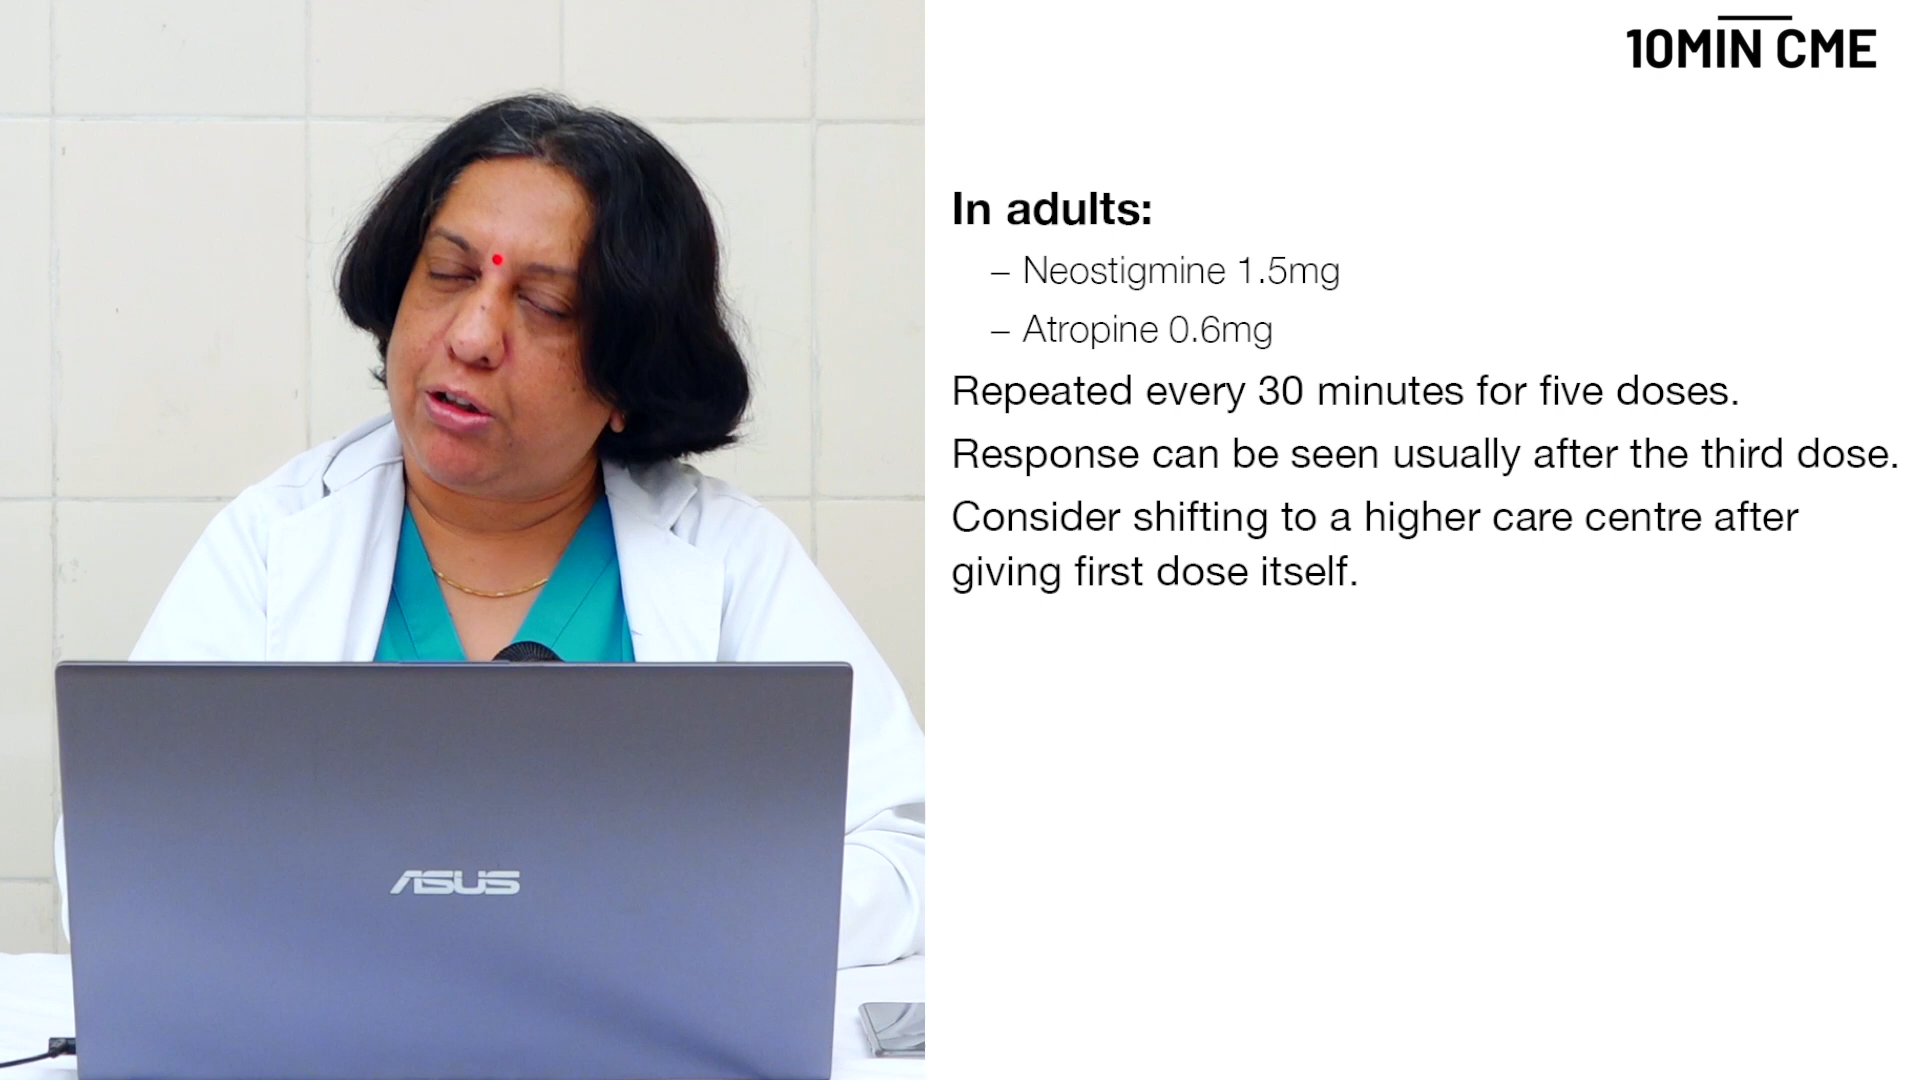 10MIN CME
In adults:
– Neostigmine 1.5mg
– Atropine 0.6mg
Repeated every 30 minutes for five doses.
Response can be seen usually after the third dose.
Consider shifting to a higher care centre after
giving first dose itself.
ASUS